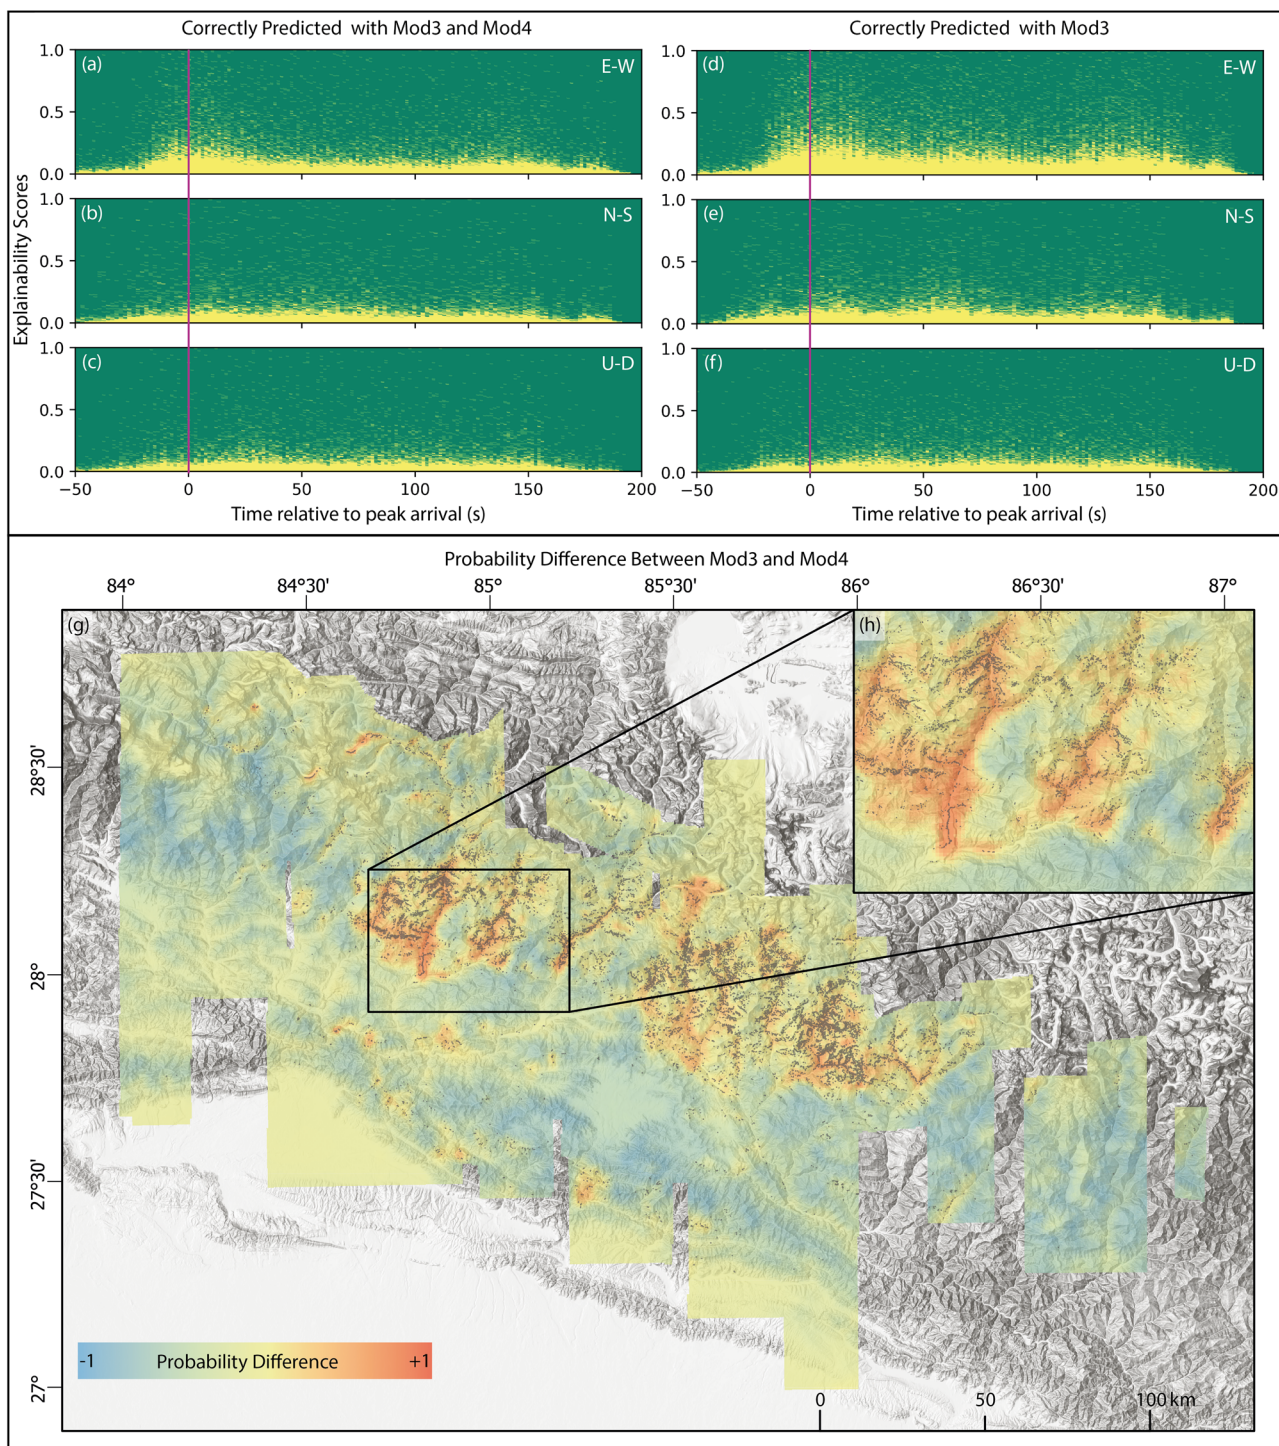 Correctly Predicted with Mod3 and Mod4
Correctly Predicted with Mod3
Explainability Scores
(a)
E-W
1.0
0.5
0.0
(b)
N-S
1.0
0.5
0.0
(c)
U-D
1.0
0.5
0.0
−50 0 50 100 150 200
Time relative to peak arrival (s)
(d)
E-W
1.0
0.5
0.0
(e)
N-S
1.0
0.5
0.0
(f)
U-D
1.0
0.5
0.0
−50 0 50 100 150 200
Time relative to peak arrival (s)
Probability Difference Between Mod3 and Mod4
84° 84°30' 85° 85°30' 86° 86°30' 87°
(g)
(h)
28°30'
28°
27°30'
27°
-1 Probability Difference +1
0 50 100 km